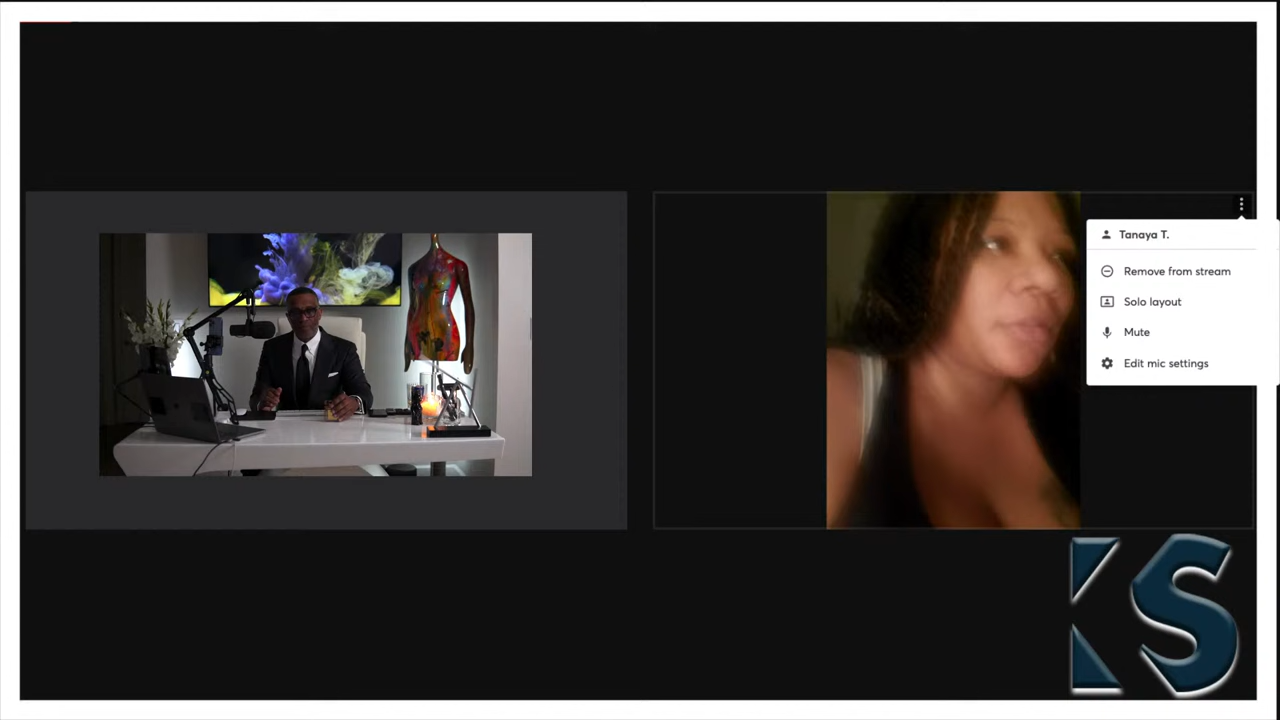 Tanaya T.
Remove from stream
Solo layout
Mute
Edit mic settings
KS